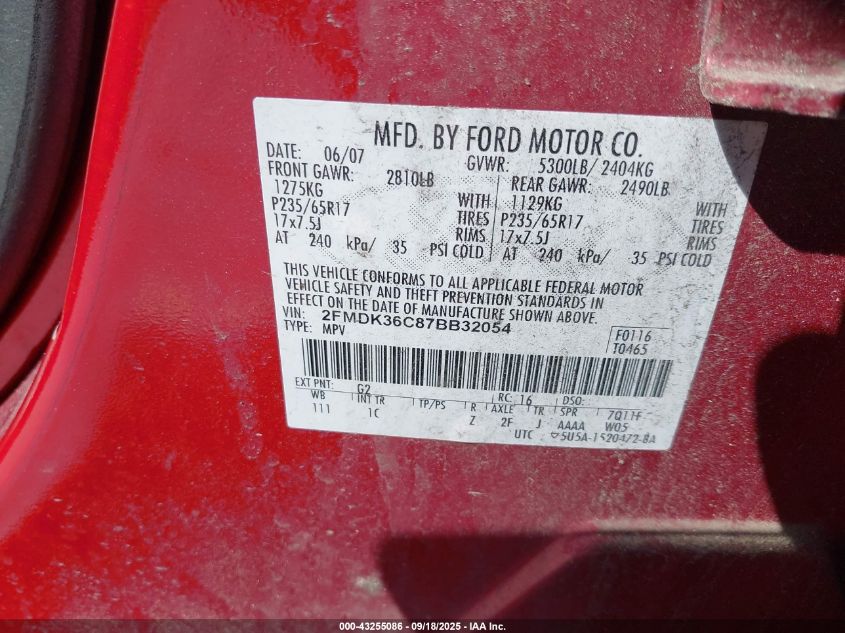 MFD. BY FORD MOTOR CO.
DATE: 06/07 GVWR: 5300LB/ 2404KG
FRONT GAWR: 2810LB REAR GAWR: 2490LB
1275KG WITH 1129KG WITH
P235/65R17 TIRES P235/65R17 TIRES
17x7.5J RIMS 17x7.5J RIMS
AT 240 kPa/ 35 PSI COLD AT 240 kPa/ 35 PSI COLD
THIS VEHICLE CONFORMS TO ALL APPLICABLE FEDERAL MOTOR
VEHICLE SAFETY AND THEFT PREVENTION STANDARDS IN
EFFECT ON THE DATE OF MANUFACTURE SHOWN ABOVE.
VIN: 2FMDK36C87BB32054 F0116
TYPE: MPV T0465
EXT PNT: G2 RC: 16 DSO:
WB INT TR TP/PS R AXLE TR SPR 7Q11F
111 1C Z 2F J AAAA W05
UTC 5U5A-1520472-BA
000-43255086 - 09/18/2025 - IAA Inc.